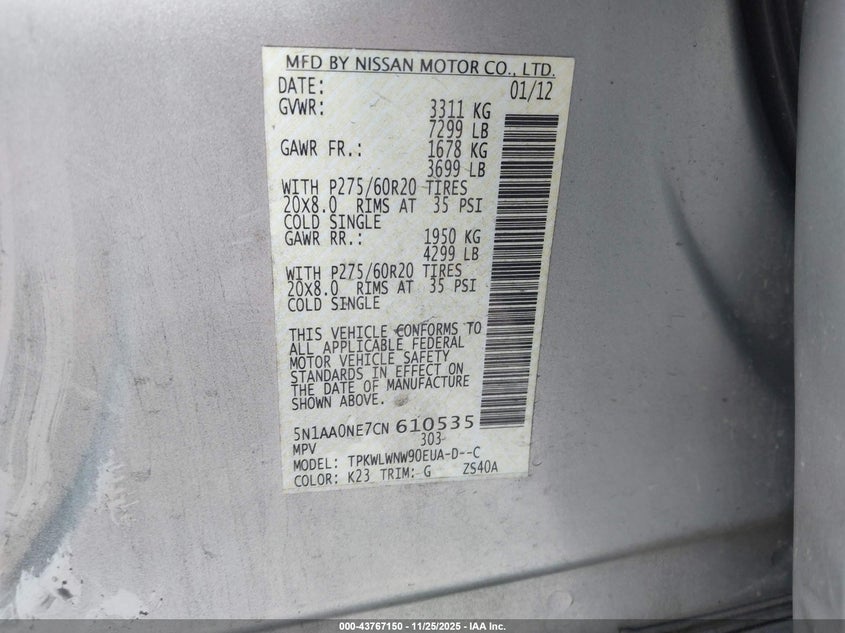 MFD BY NISSAN MOTOR CO., LTD.
DATE: 01/12
GVWR: 3311 KG
7299 LB
GAWR FR.: 1678 KG
3699 LB
WITH P275/60R20 TIRES
20X8.0 RIMS AT 35 PSI
COLD SINGLE
GAWR RR.: 1950 KG
4299 LB
WITH P275/60R20 TIRES
20X8.0 RIMS AT 35 PSI
COLD SINGLE
THIS VEHICLE CONFORMS TO
ALL APPLICABLE FEDERAL
MOTOR VEHICLE SAFETY
STANDARDS IN EFFECT ON
THE DATE OF MANUFACTURE
SHOWN ABOVE.
5N1AA0NE7CN 610535
MPV 303
MODEL: TPKWLWNW90EUA-D--C
COLOR: K23 TRIM: G ZS40A
000-43767150 - 11/25/2025 - IAA Inc.